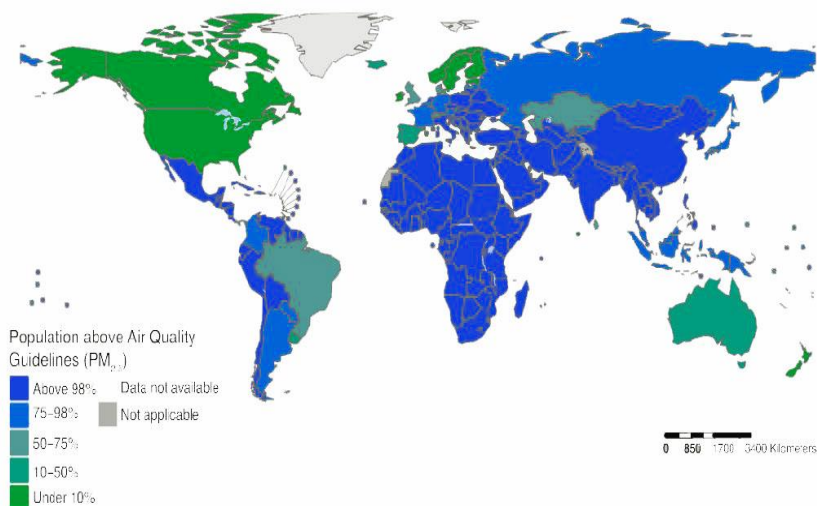 Population above Air Quality
Guidelines (PM
Above 98%
Data not available
75-98%
Not applicable
50-75%
10-50%
Under 10%
0 850 1700 3400 Kilometers